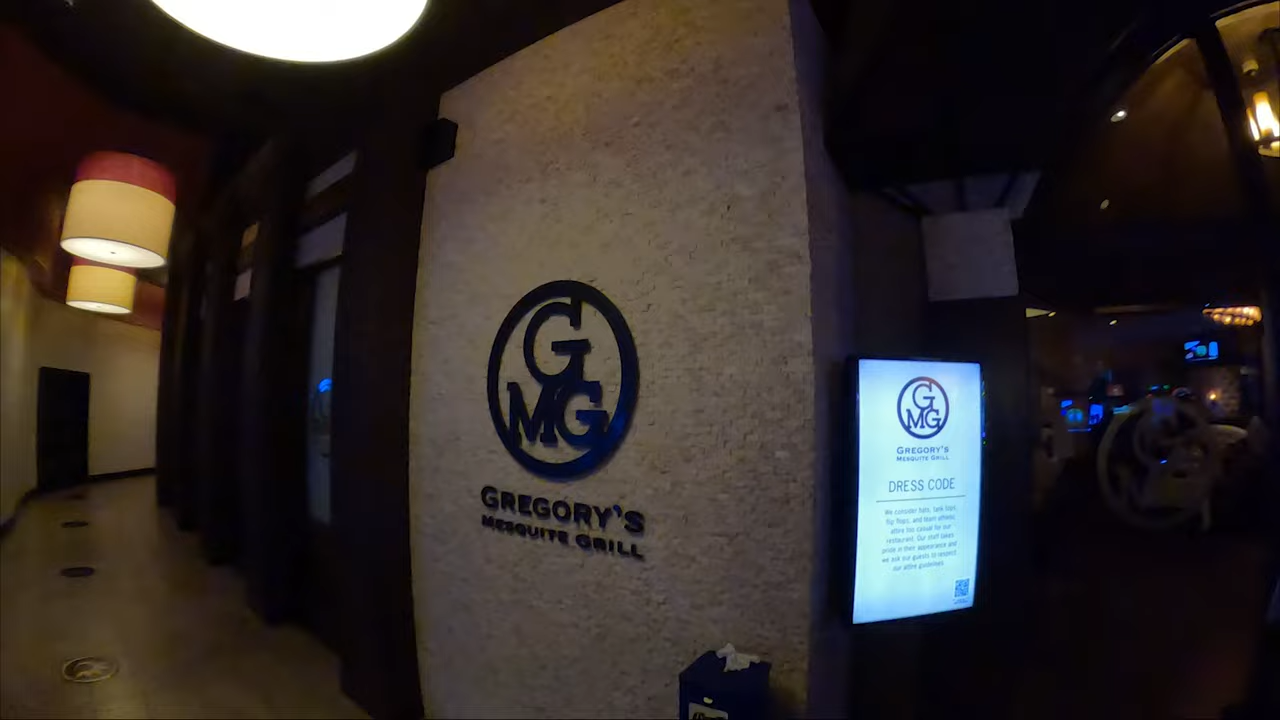 G
MG
GREGORY'S
MESQUITE GRILL
G
MG
GREGORY'S
MESQUITE GRILL
DRESS CODE
We consider hats, tank tops,
flip flops, and team athletic
attire too casual for our
restaurant. Our staff takes
pride in their appearance and
we ask our guests to respect
our attire guidelines.